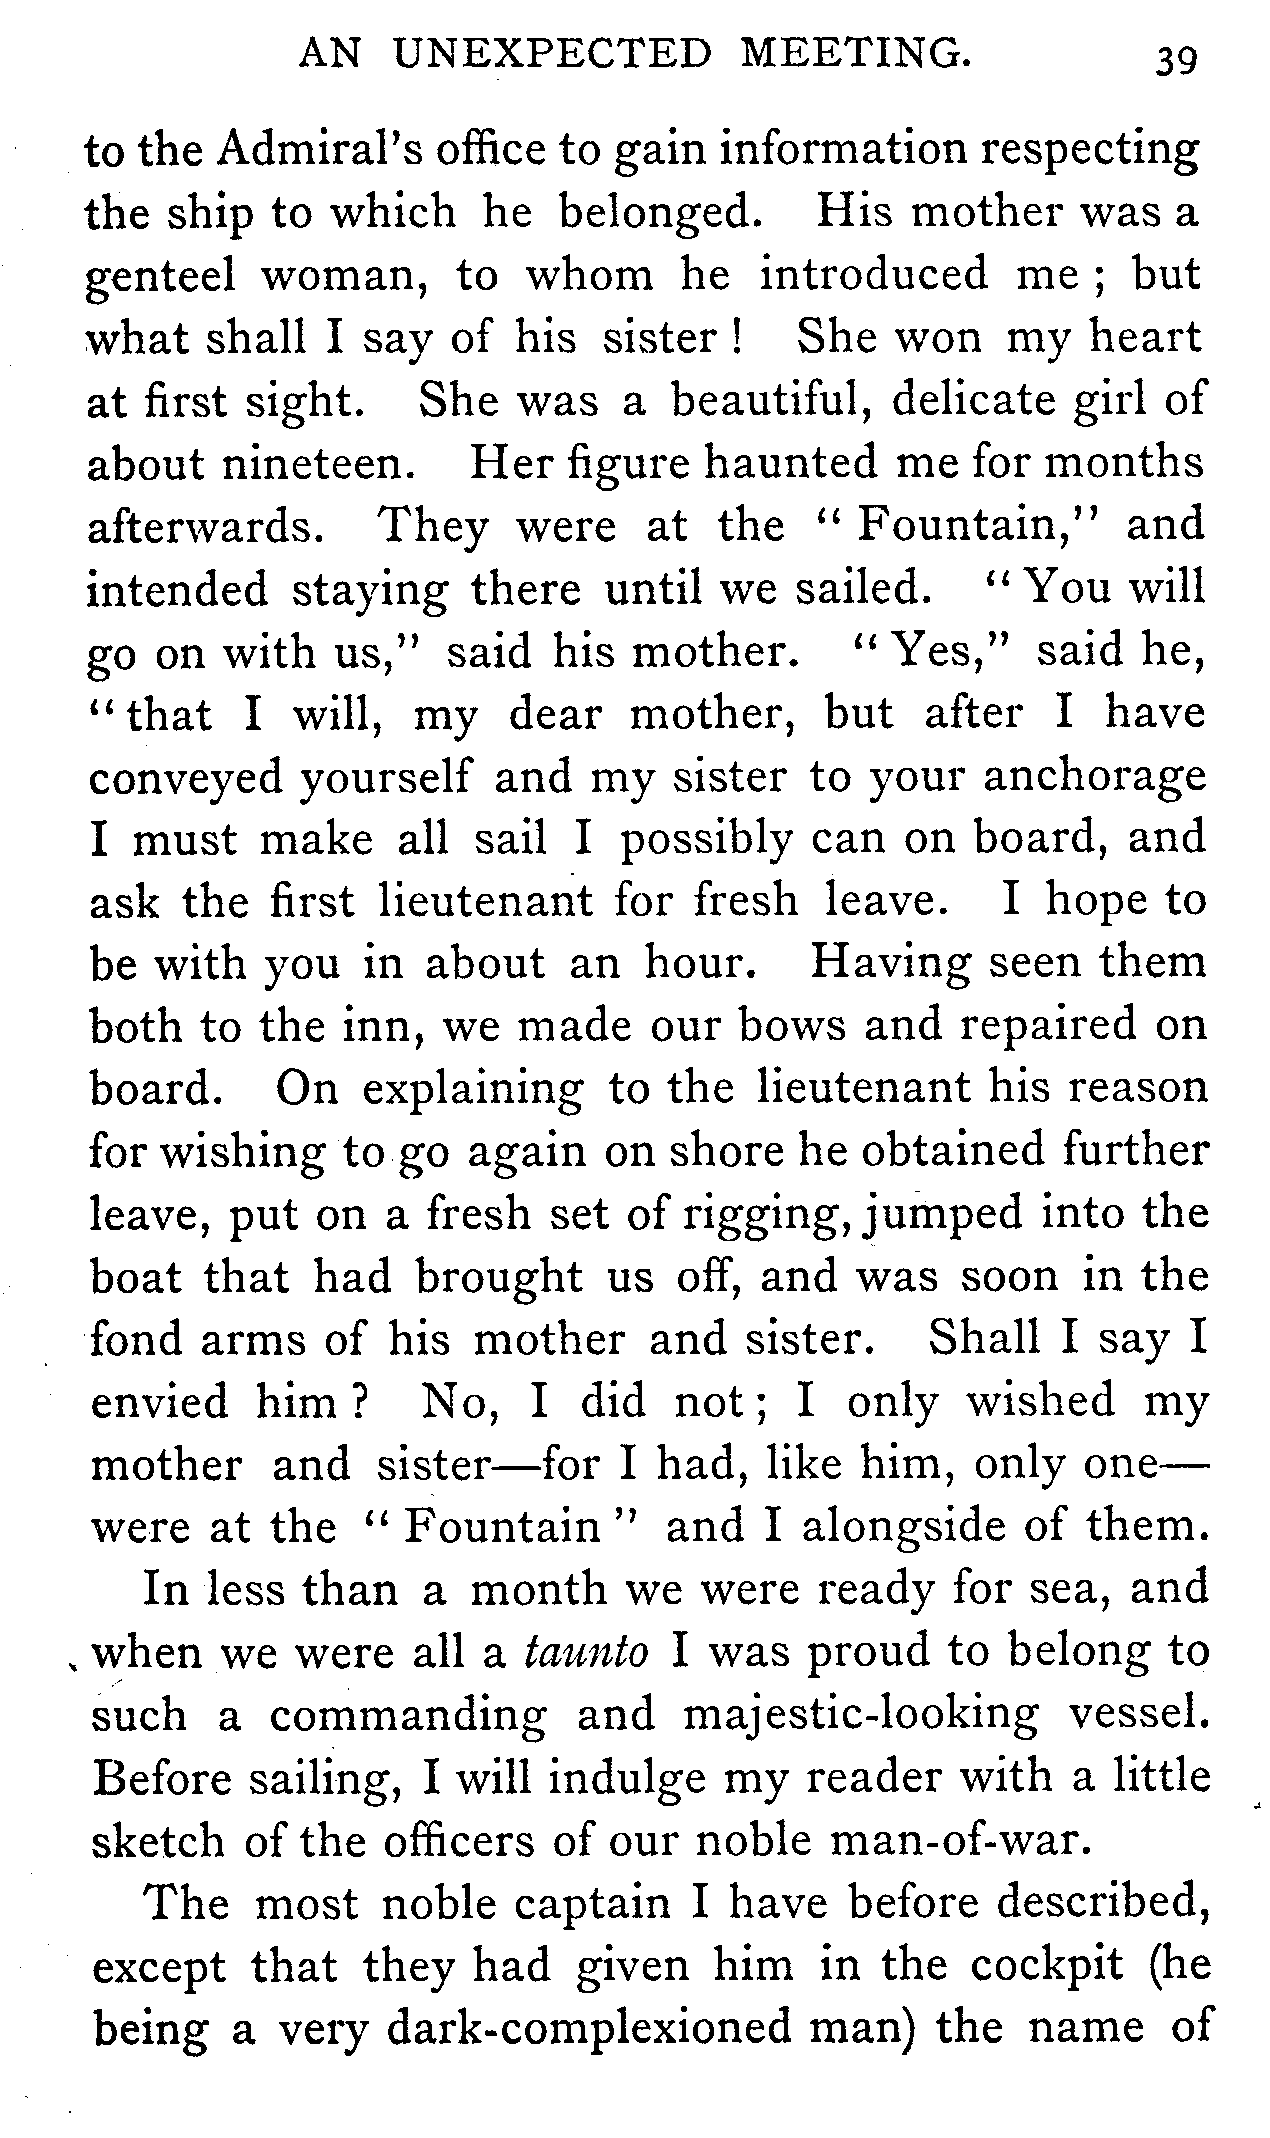 AN UNEXPECTED MEETING. 39
to the Admiral's office to gain information respecting
the ship to which he belonged. His mother was a
genteel woman, to whom he introduced me ; but
what shall I say of his sister ! She won my heart
at first sight. She was a beautiful, delicate girl of
about nineteen. Her figure haunted me for months
afterwards. They were at the " Fountain," and
intended staying there until we sailed. " You will
go on with us," said his mother. " Yes," said he,
" that I will, my dear mother, but after I have
conveyed yourself and my sister to your anchorage
I must make all sail I possibly can on board, and
ask the first lieutenant for fresh leave. I hope to
be with you in about an hour. Having seen them
both to the inn, we made our bows and repaired on
board. On explaining to the lieutenant his reason
for wishing to go again on shore he obtained further
leave, put on a fresh set of rigging, jumped into the
boat that had brought us off, and was soon in the
fond arms of his mother and sister. Shall I say I
envied him ? No, I did not ; I only wished my
mother and sister—for I had, like him, only one—
were at the " Fountain " and I alongside of them.
In less than a month we were ready for sea, and
when we were all a taunto I was proud to belong to
such a commanding and majestic-looking vessel.
Before sailing, I will indulge my reader with a little
sketch of the officers of our noble man-of-war.
The most noble captain I have before described,
except that they had given him in the cockpit (he
being a very dark-complexioned man) the name of